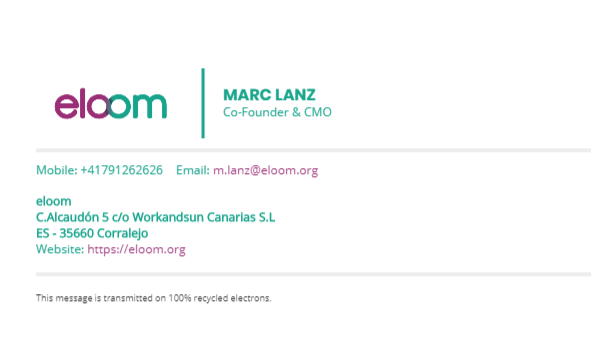 eloom
MARC LANZ
Co-Founder & CMO
Mobile: +41791262626 Email: m.lanz@eloom.org
eloom
C.Alcaudón 5 c/o Workandsun Canarias S.L
ES - 35660 Corralejo
Website: https://eloom.org
This message is transmitted on 100% recycled electrons.